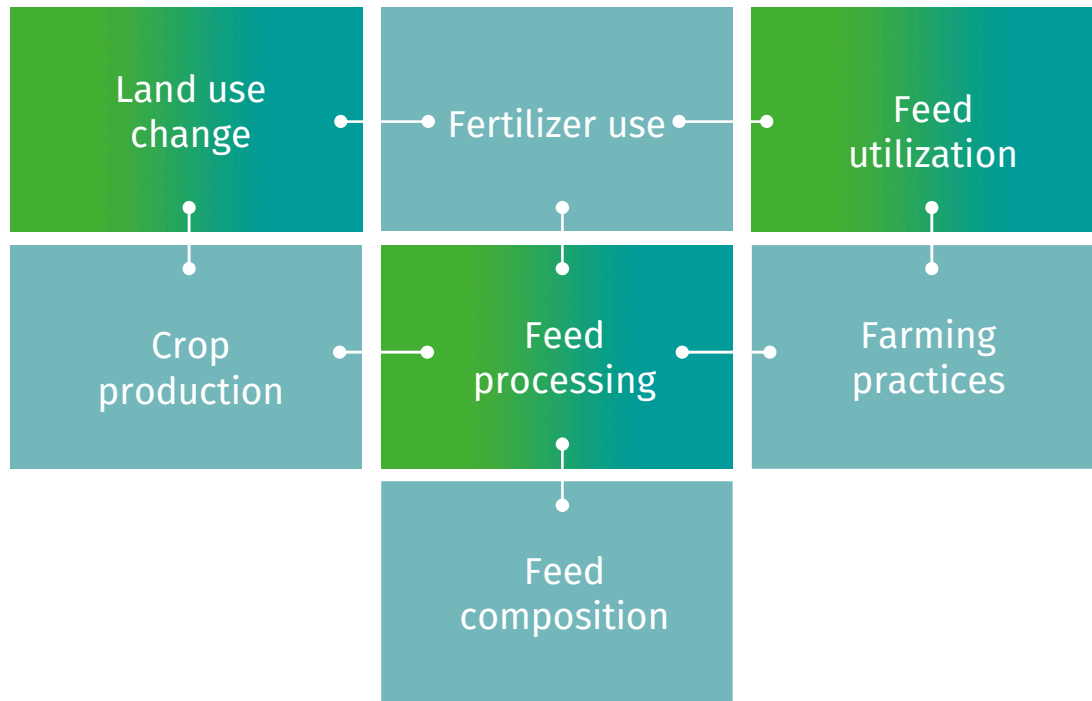 Land use
change
Fertilizer use
Feed
utilization
Crop
production
Feed
processing
Farming
practices
Feed
composition